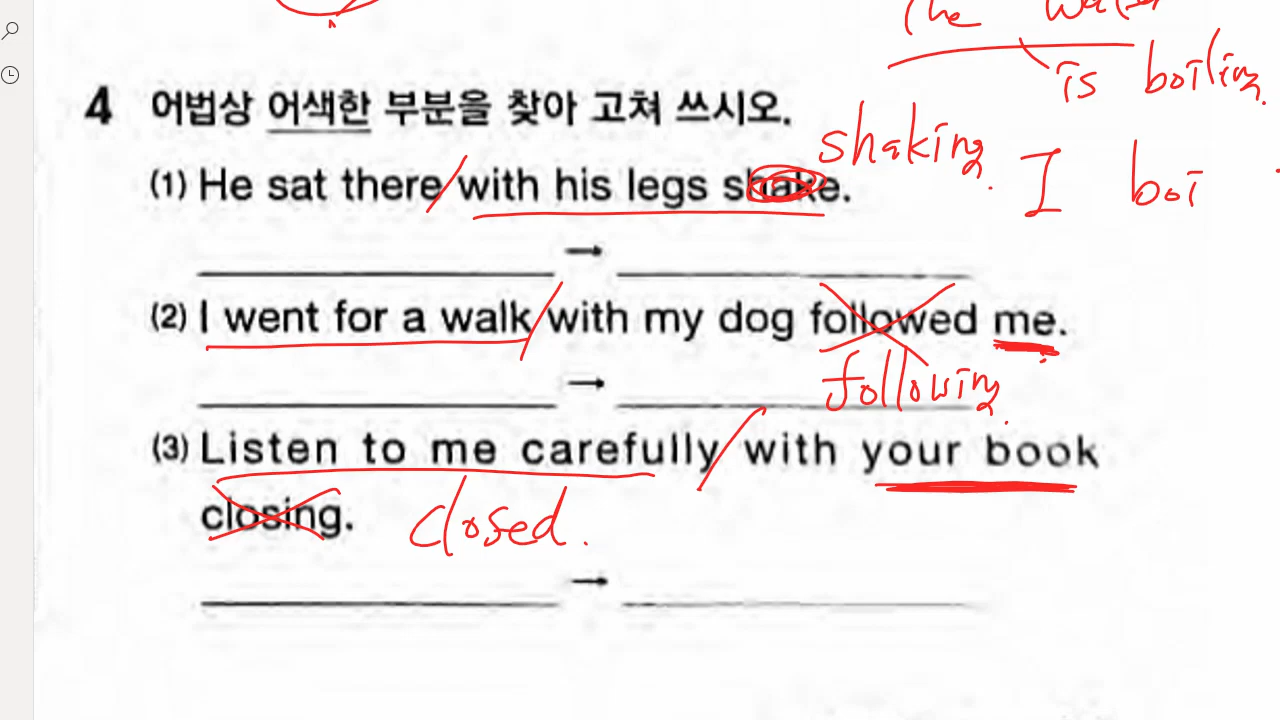 The Water
is boiling.
4 어법상 어색한 부분을 찾아 고쳐 쓰시오.
shaking.
I boi
(1) He sat there with his legs shake.
→
(2) I went for a walk with my dog followed me.
following.
→
(3) Listen to me carefully with your book
closing. closed.
→